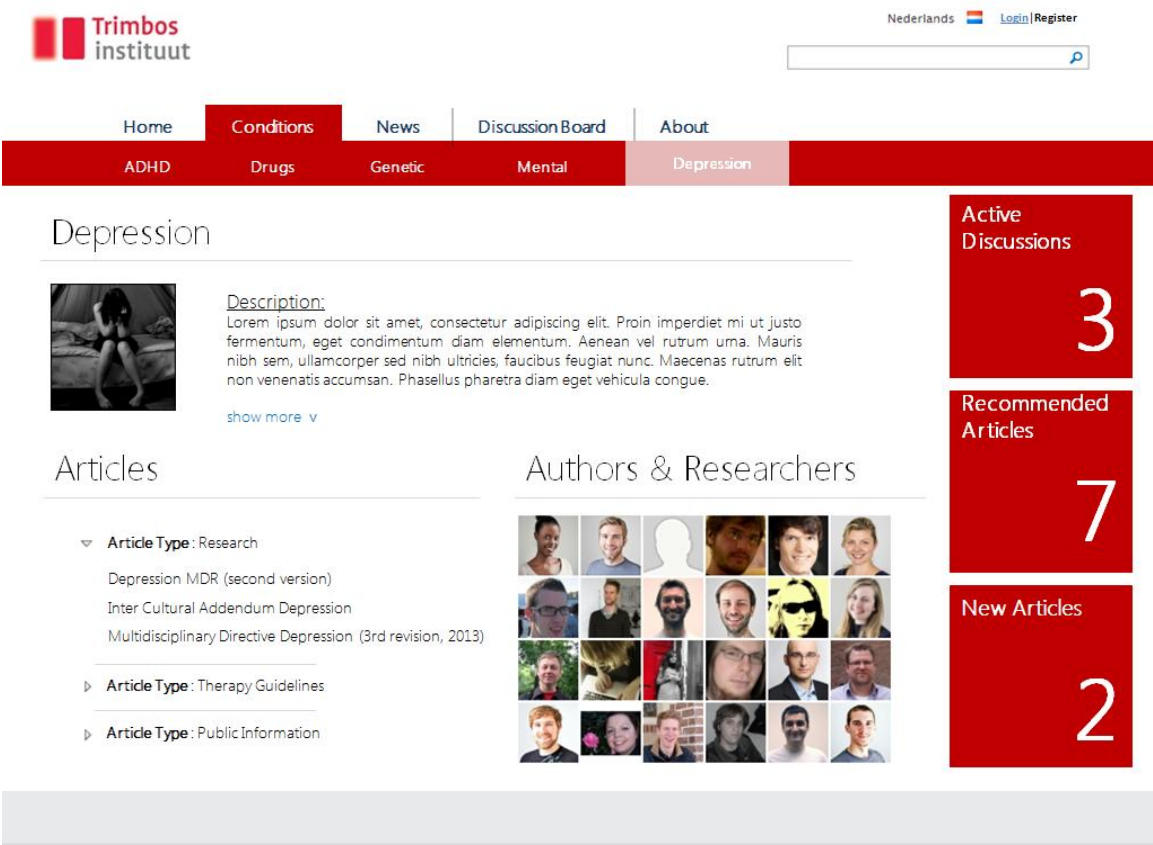 Trimbos
instituut
Nederlands Login|Register
Home Conditions News Discussion Board About
ADHD Drugs Genetic Mental Depression
Depression
Description:
Lorem ipsum dolor sit amet, consectetur adipiscing elit. Proin imperdiet mi ut justo
fermentum, eget condimentum diam elementum. Aenean vel rutrum urna. Mauris
nibh sem, ullamcorper sed nibh ultricies, faucibus feugiat nunc. Maecenas rutrum elit
non venenatis accumsan. Phasellus pharetra diam eget vehicula congue.
show more v
Articles
Article Type : Research
Depression MDR (second version)
Inter Cultural Addendum Depression
Multidisciplinary Directive Depression (3rd revision, 2013)
Article Type : Therapy Guidelines
Article Type : Public Information
Authors & Researchers
Active
Discussions
3
Recommended
Articles
7
New Articles
2